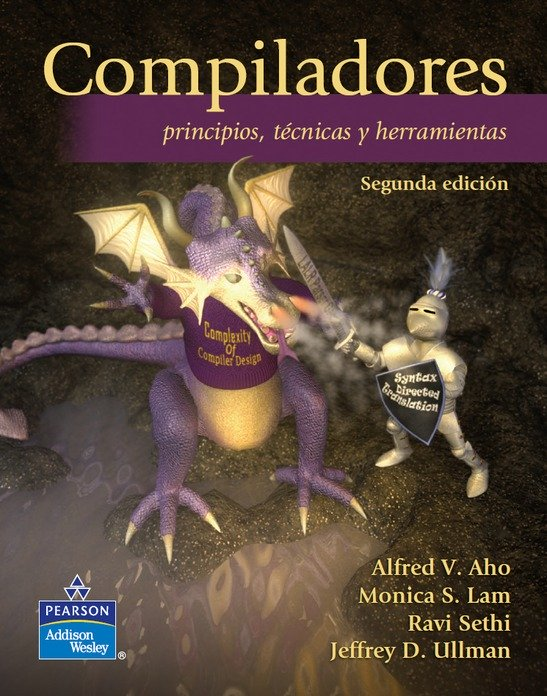 Compiladores
principios, técnicas y herramientas
Segunda edición
Complexity
Of
Compiler Design
Syntax
Directed
Translation
Alfred V. Aho
Monica S. Lam
Ravi Sethi
Jeffrey D. Ullman
PEARSON
Addison
Wesley
®